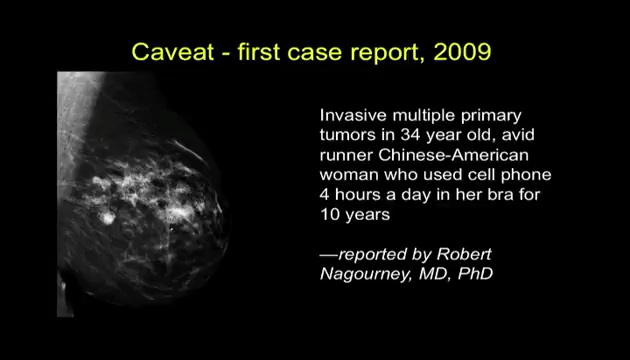 Caveat - first case report, 2009
Invasive multiple primary
tumors in 34 year old, avid
runner Chinese-American
woman who used cell phone
4 hours a day in her bra for
10 years
—reported by Robert
Nagourney, MD, PhD